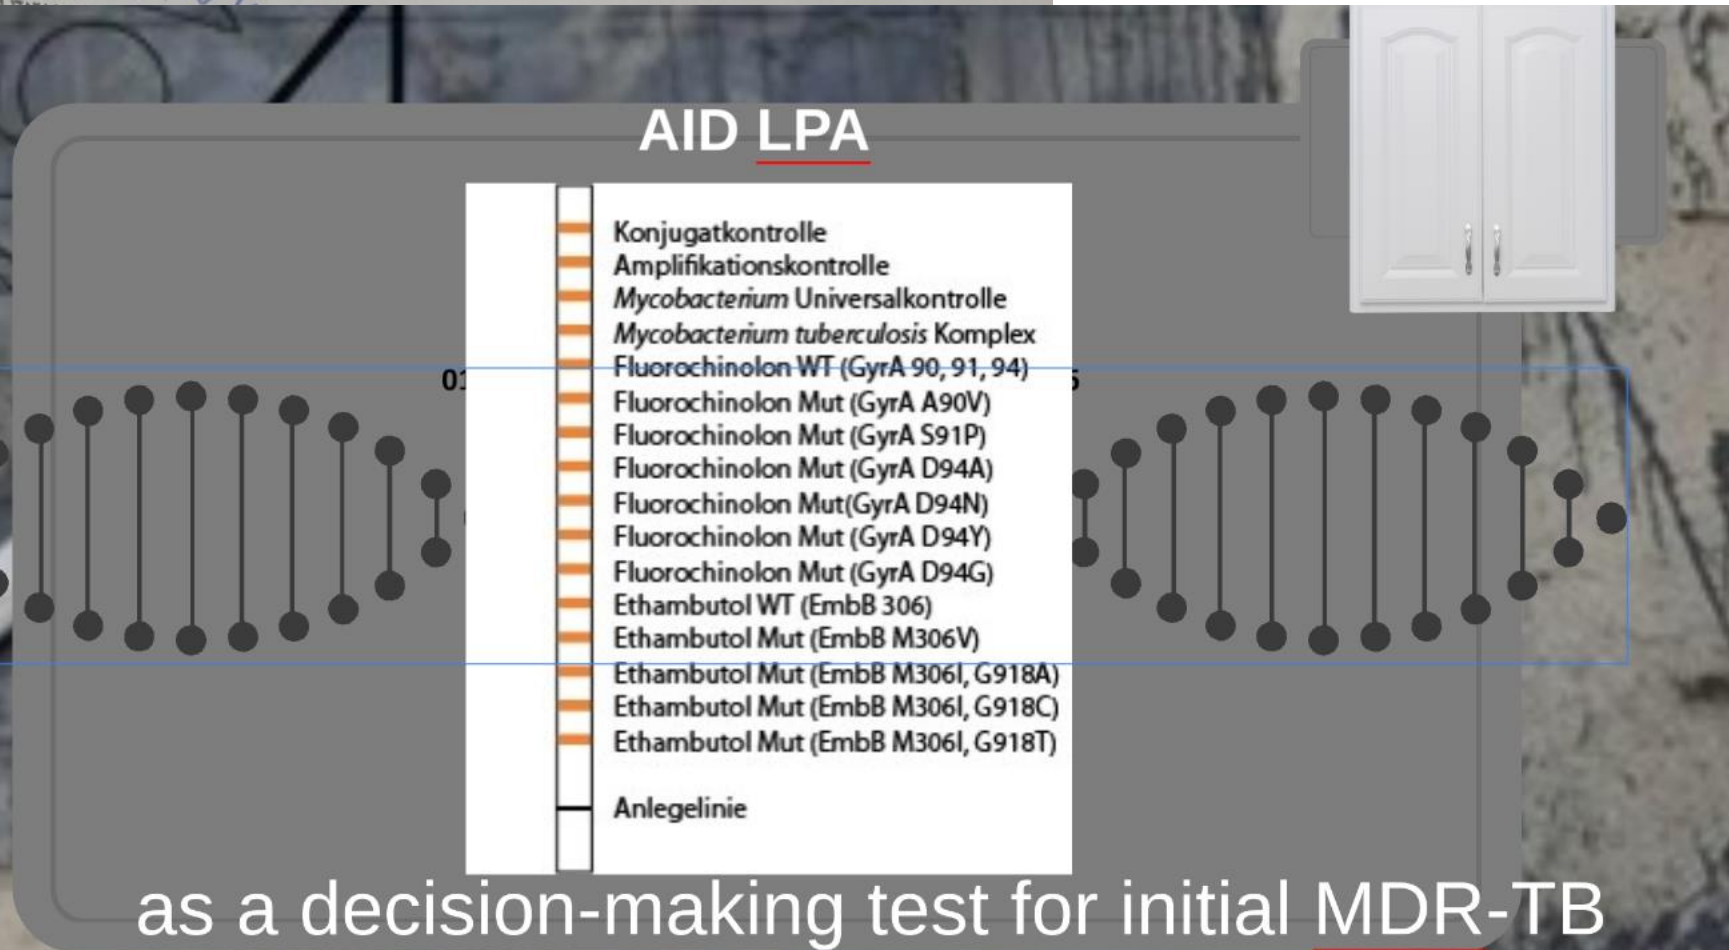 AID LPA
Konjugatkontrolle
Amplifikationskontrolle
Mycobacterium Universalkontrolle
Mycobacterium tuberculosis Komplex
Fluorochinolon WT (GyrA 90, 91, 94)
Fluorochinolon Mut (GyrA A90V)
Fluorochinolon Mut (GyrA S91P)
Fluorochinolon Mut (GyrA D94A)
Fluorochinolon Mut(GyrA D94N)
Fluorochinolon Mut (GyrA D94Y)
Fluorochinolon Mut (GyrA D94G)
Ethambutol WT (EmbB 306)
Ethambutol Mut (EmbB M306V)
Ethambutol Mut (EmbB M306I, G918A)
Ethambutol Mut (EmbB M306I, G918C)
Ethambutol Mut (EmbB M306I, G918T)
Anlegelinie
as a decision-making test for initial MDR-TB